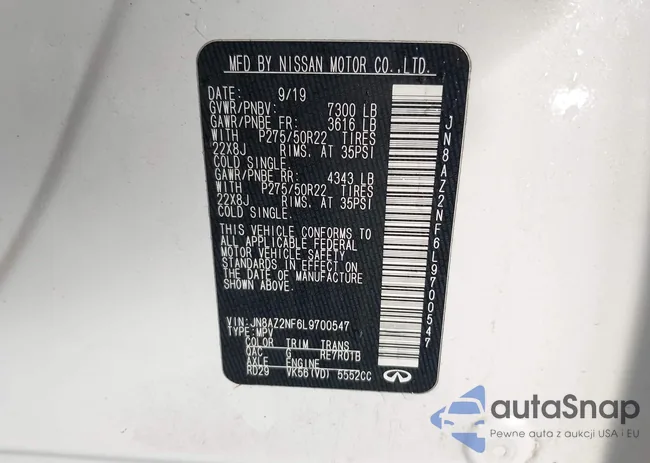 MFD BY NISSAN MOTOR CO.,LTD.
DATE: 9/19
GVWR/PNBV: 7300 LB
GAWR/PNBE FR: 3616 LB
WITH P275/50R22 TIRES
22X8J RIMS. AT 35PSI
COLD SINGLE.
GAWR/PNBE RR: 4343 LB
WITH P275/50R22 TIRES
22X8J RIMS. AT 35PSI
COLD SINGLE.
THIS VEHICLE CONFORMS TO
ALL APPLICABLE FEDERAL
MOTOR VEHICLE SAFETY
STANDARDS IN EFFECT ON
THE DATE OF MANUFACTURE
SHOWN ABOVE.
VIN: JN8AZ2NF6L9700547
TYPE: MPV
COLOR TRIM TRANS
QAC G RE7R01B
AXLE ENGINE
RD29 VK56(VD) 5552CC
JN8AZ2NF6L9700547
autaSnap
Pewne auta z aukcji USA i EU